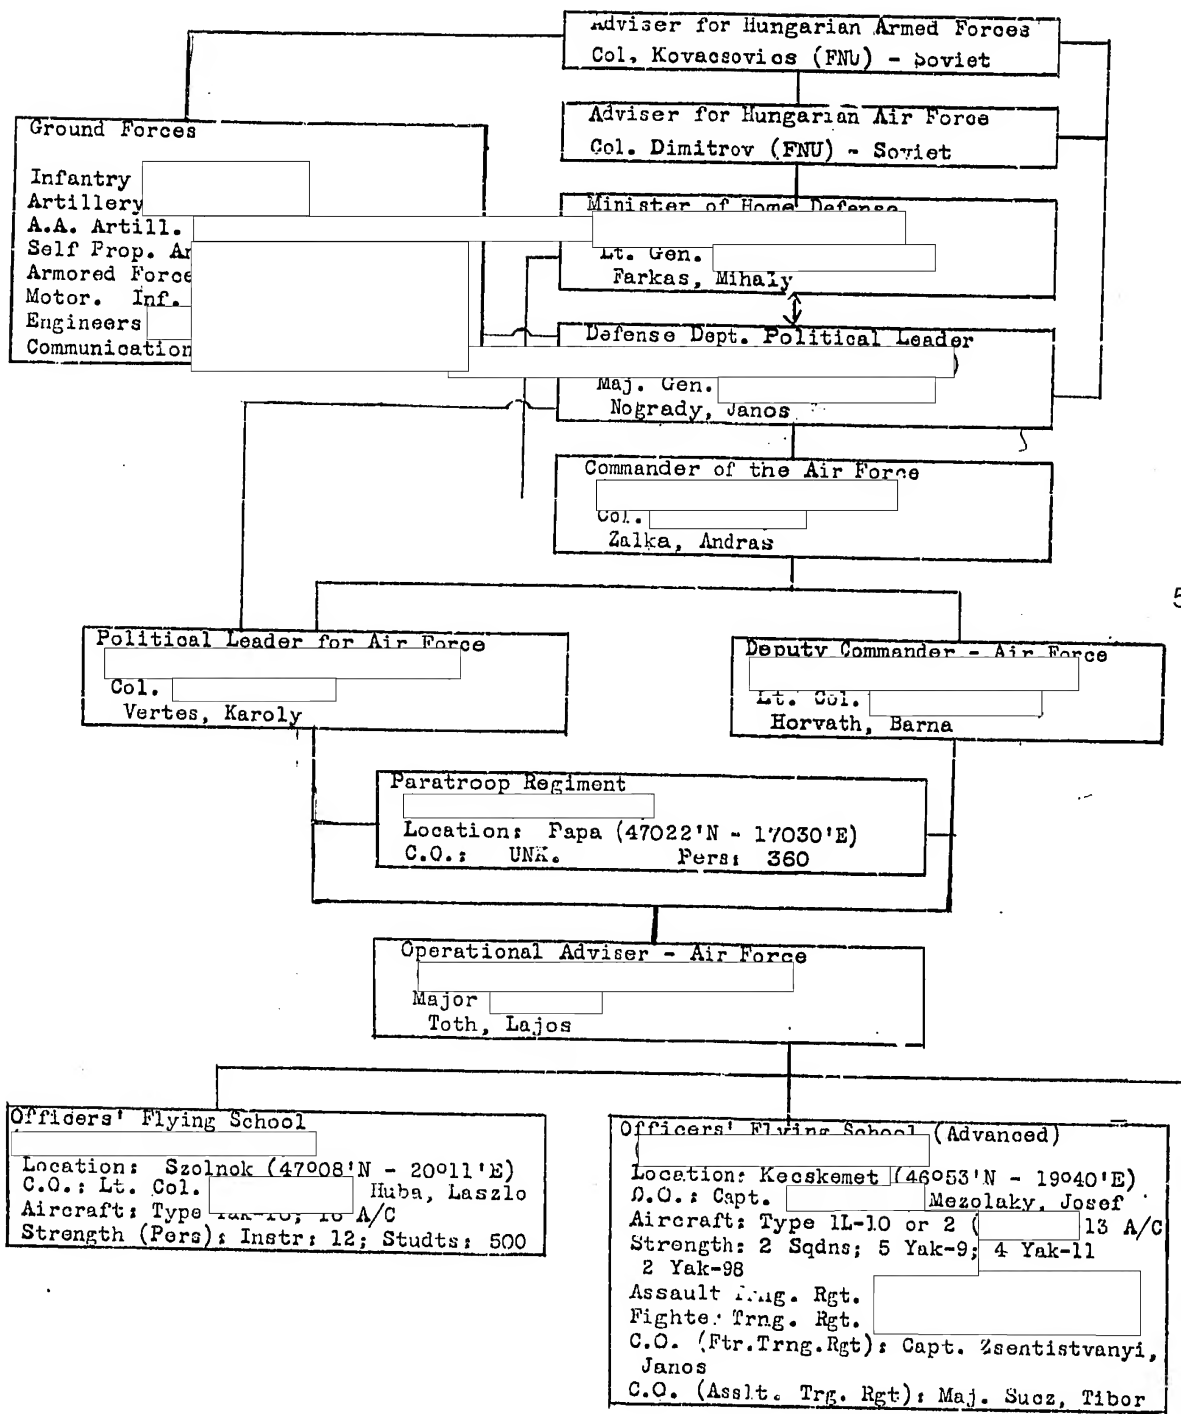 Adviser for Hungarian Armed Forces
Col. Kovacsovics (FNU) - Soviet
Adviser for Hungarian Air Force
Col. Dimitrov (FNU) - Soviet
Ground Forces
Infantry
Artillery
A.A. Artill.
Self Prop.
Armored Force
Motor. Inf.
Engineers
Communication
Minister of Home Defense
Lt. Gen.
Farkas, Mihaly
Defense Dept. Political Leader
Maj. Gen.
Nogrady, Janos
Commander of the Air Force
Col.
Zalka, Andras
5
Political Leader for Air Force
Col.
Vertes, Karoly
Deputy Commander - Air Force
Lt. Col.
Horvath, Barna
Paratroop Regiment
Location: Papa (47022'N - 17030'E)
C.O.: UNK. Pers: 360
Operational Adviser - Air Force
Major
Toth, Lajos
Officers' Flying School
Location: Szolnok (47008'N - 20011'E)
C.O.: Lt. Col. Huba, Laszlo
Aircraft: Type A/C
Strength (Pers): Instr: 12; Studts: 500
Officers' Flying School (Advanced)
Location: Kecskemet (46053'N - 19040'E)
C.O.: Capt. Mezolaky, Josef
Aircraft: Type 1L-10 or 2 ( 13 A/C
Strength: 2 Sqdns; 5 Yak-9; 4 Yak-11
2 Yak-98
Assault Trng. Rgt.
Fighter Trng. Rgt.
C.O. (Ftr.Trng.Rgt): Capt. Zsentistvanyi,
Janos
C.O. (Asslt. Trg. Rgt): Maj. Sucz, Tibor